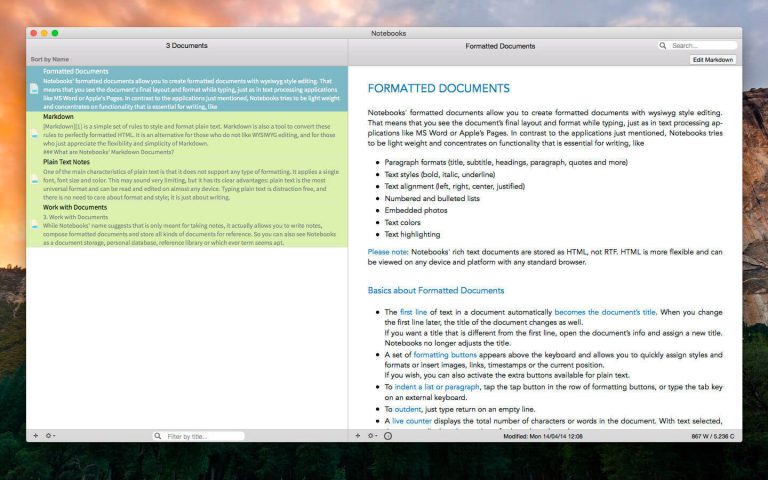 Notebooks
3 Documents
Formatted Documents
Search...
Sort by Name
Edit Markdown
Formatted Documents
Notebooks' formatted documents allow you to create formatted documents with wysiwyg style editing. That
means that you see the document's final layout and format while typing, just as in text processing applications
like MS Word or Apple's Pages. In contrast to the applications just mentioned, Notebooks tries to be light weight
and concentrates on functionality that is essential for writing, like
Markdown
[Markdown][1] is a simple set of rules to style and format plain text. Markdown is also a tool to convert these
rules to perfectly formatted HTML. It is an alternative for those who do not like WYSIWYG editing, and for those
who just appreciate the flexibility and simplicity of Markdown.
### What are Notebooks' Markdown Documents?
Plain Text Notes
One of the main characteristics of plain text is that it does not support any type of formatting. It applies a single
font, font size and color. This may sound very limiting, but it has its clear advantages: plain text is the most
universal format and can be read and edited on almost any device. Typing plain text is distraction free, and
there is no need to care about format and style; it is just about writing.
Work with Documents
3. Work with Documents
While Notebooks' name suggests that is only meant for taking notes, it actually allows you to write notes,
compose formatted documents and store all kinds of documents for reference. So you can also see Notebooks
as a document storage, personal database, reference library or which ever term seems apt.
FORMATTED DOCUMENTS
Notebooks' formatted documents allow you to create formatted documents with wysiwyg style editing.
That means that you see the document's final layout and format while typing, just as in text processing ap-
plications like MS Word or Apple's Pages. In contrast to the applications just mentioned, Notebooks tries
to be light weight and concentrates on functionality that is essential for writing, like
• Paragraph formats (title, subtitle, headings, paragraph, quotes and more)
• Text styles (bold, italic, underline)
• Text alignment (left, right, center, justified)
• Numbered and bulleted lists
• Embedded photos
• Text colors
• Text highlighting
Please note: Notebooks' rich text documents are stored as HTML, not RTF. HTML is more flexible and can
be viewed on any device and platform with any standard browser.
Basics about Formatted Documents
• The first line of text in a document automatically becomes the document's title. When you change
the first line later, the title of the document changes as well.
If you want a title that is different from the first line, open the document's info and assign a new title.
Notebooks no longer adjusts the title.
• A set of formatting buttons appears above the keyboard and allows you to quickly assign styles and
formats or insert images, links, timestamps or the current position.
If you wish, you can also activate the extra buttons available for plain text.
• To indent a list or paragraph, tap the tap button in the row of formatting buttons, or type the tab key
on an external keyboard.
• To outdent, just type return on an empty line.
• A live counter displays the total number of characters or words in the document. With text selected,
Filter by title...
Modified: Mon 14/04/14 12:08
867 W / 5.236 C